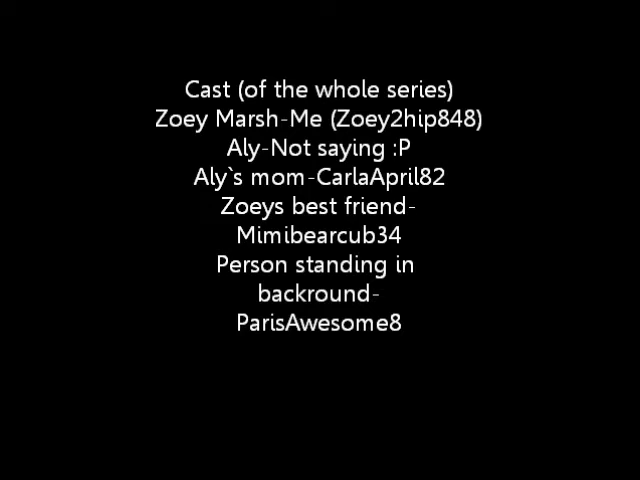 Cast (of the whole series)
Zoey Marsh-Me (Zoey2hip848)
Aly-Not saying :P
Aly`s mom-CarlaApril82
Zoeys best friend-
Mimibearcub34
Person standing in
backround-
ParisAwesome8